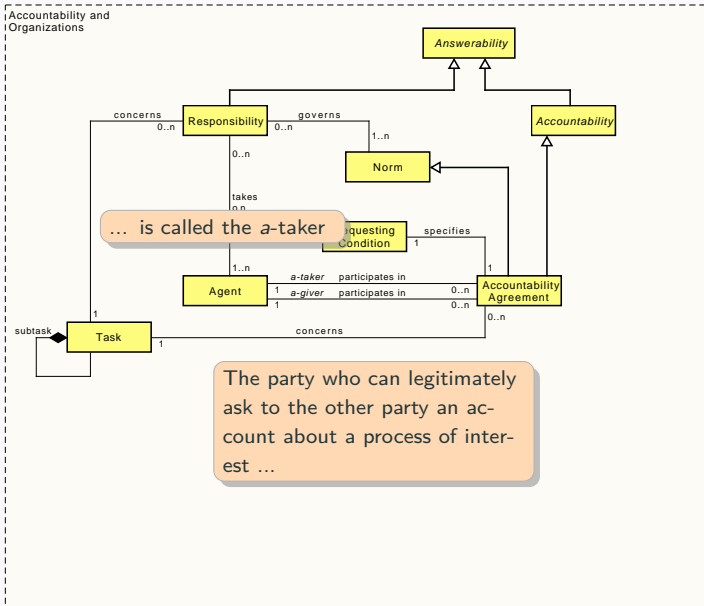 Accountability and
Organizations
Answerability
concerns
0..n
Responsibility
0..n
governs
1..n
Accountability
0..n
Norm
takes
... is called the a-taker
Condition
1
specifies
1
1..n
Agent
1
a-taker
participates in
0..n
1
a-giver
participates in
0..n
Accountability
Agreement
0..n
1
subtask
Task
1
concerns
The party who can legitimately
ask to the other party an ac-
count about a process of inter-
est ...